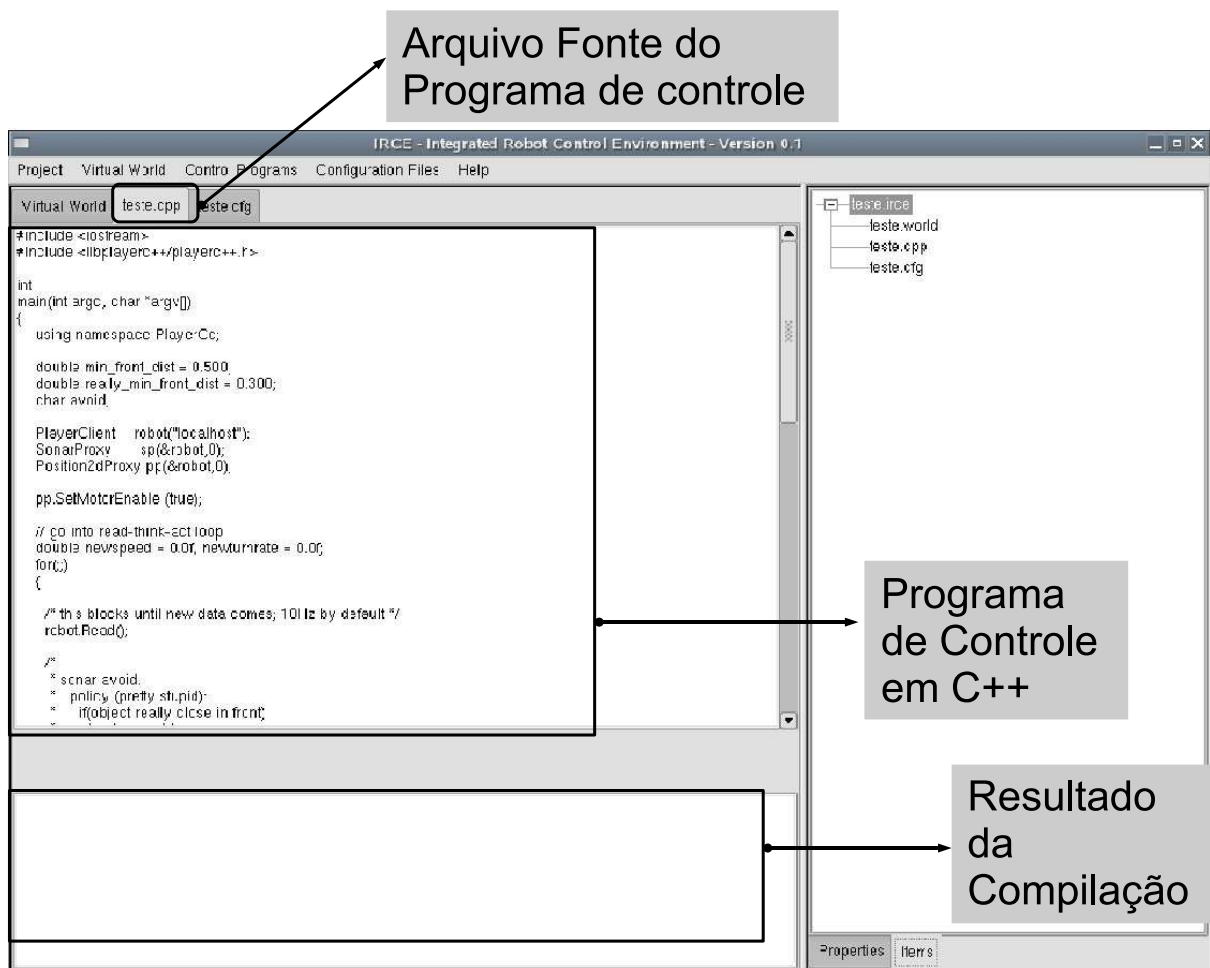 Arquivo Fonte do
Programa de controle
IRCE - Integrated Robot Control Environment - Version 0.1
Project Virtual World Control Programs Configuration Files Help
Virtual World teste.cpp teste.cfg
#include <iostream>
#include <libplayerc++/playerc++.h>
int
main(int argc, char *argv[])
{
using namespace PlayerCc;
double min_front_dist = 0.500;
double really_min_front_dist = 0.300;
char avoid;
PlayerClient robot("localhost");
SonarProxy sp(&robot,0);
Position2dProxy pp(&robot,0);
pp.SetMotorEnable (true);
// go into read-think-act loop
double newspeed = 0.0f, newturnrate = 0.0f;
for(;;)
{
/* this blocks until new data comes; 10Hz by default */
robot.Read();
/*
* sonar avoid.
* policy (pretty stupid):
* if(object really close in front)
teste.irce
teste.world
teste.cpp
teste.cfg
Programa
de Controle
em C++
Resultado
da
Compilação
Properties Items